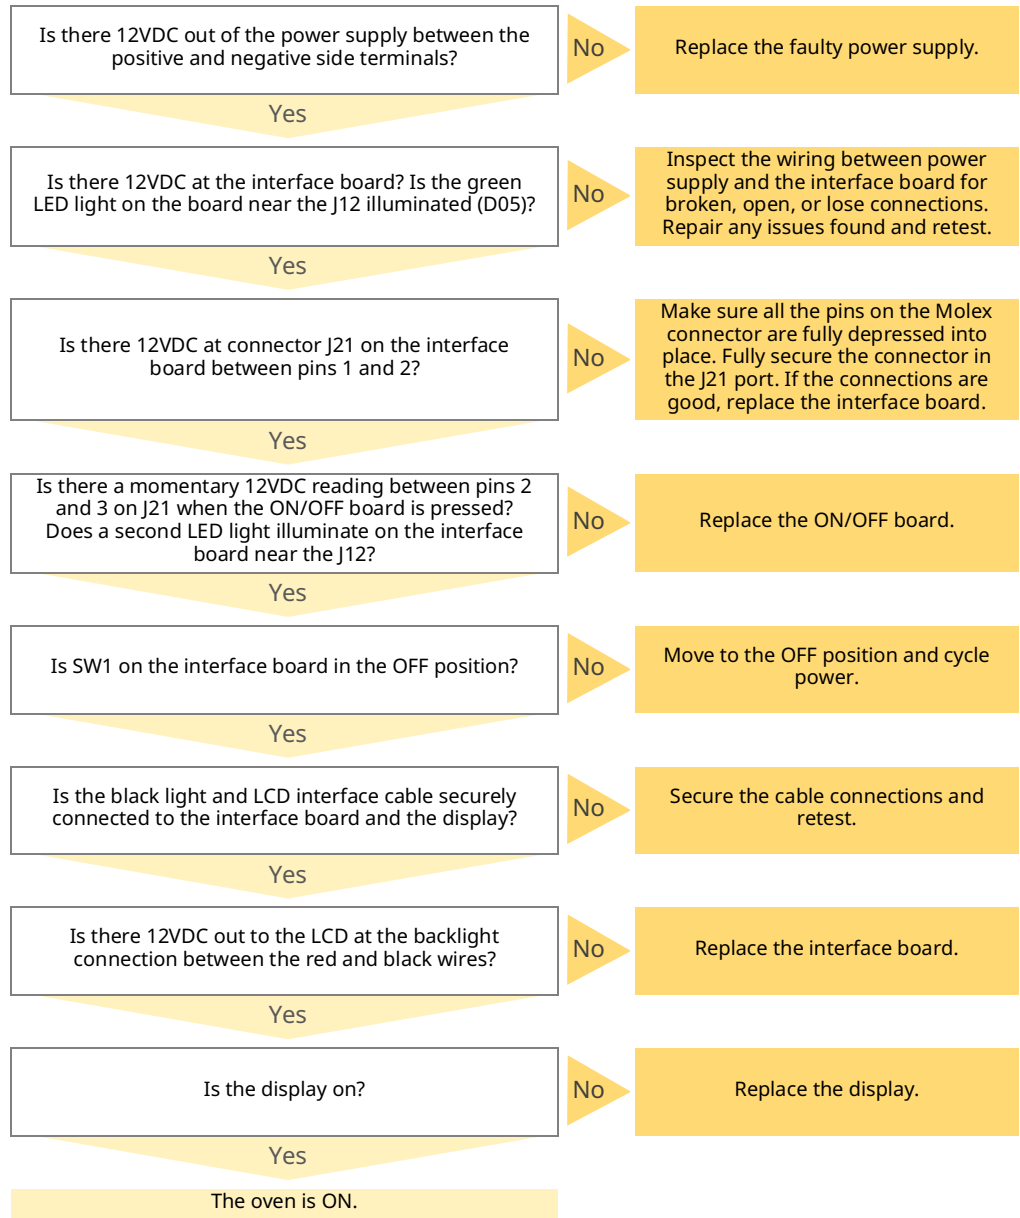 Is there 12VDC out of the power supply between the
positive and negative side terminals?
No
Replace the faulty power supply.
Yes
Is there 12VDC at the interface board? Is the green
LED light on the board near the J12 illuminated (D05)?
No
Inspect the wiring between power
supply and the interface board for
broken, open, or lose connections.
Repair any issues found and retest.
Yes
Is there 12VDC at connector J21 on the interface
board between pins 1 and 2?
No
Make sure all the pins on the Molex
connector are fully depressed into
place. Fully secure the connector in
the J21 port. If the connections are
good, replace the interface board.
Yes
Is there a momentary 12VDC reading between pins 2
and 3 on J21 when the ON/OFF board is pressed?
Does a second LED light illuminate on the interface
board near the J12?
No
Replace the ON/OFF board.
Yes
Is SW1 on the interface board in the OFF position?
No
Move to the OFF position and cycle
power.
Yes
Is the black light and LCD interface cable securely
connected to the interface board and the display?
No
Secure the cable connections and
retest.
Yes
Is there 12VDC out to the LCD at the backlight
connection between the red and black wires?
No
Replace the interface board.
Yes
Is the display on?
No
Replace the display.
Yes
The oven is ON.